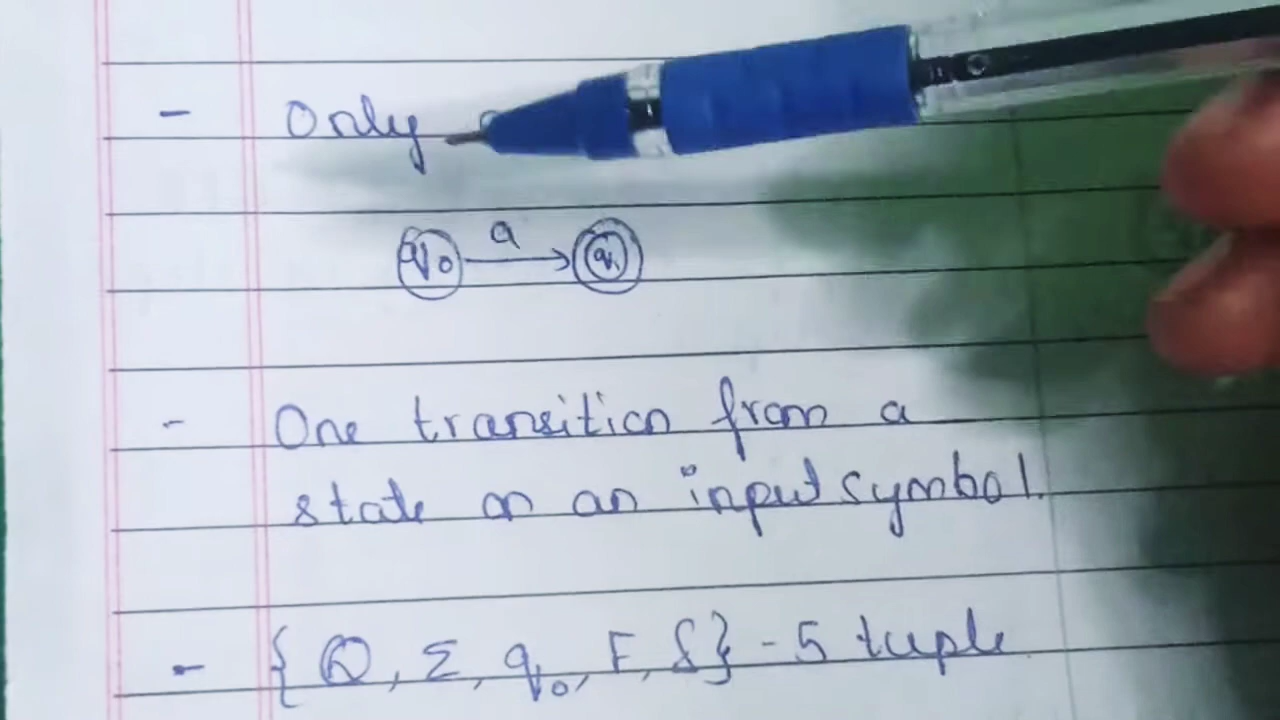 - Only
q0 a q1
- One transition from a
state on an input symbol.
- { Q, Σ, q0, F, δ} - 5 tuple